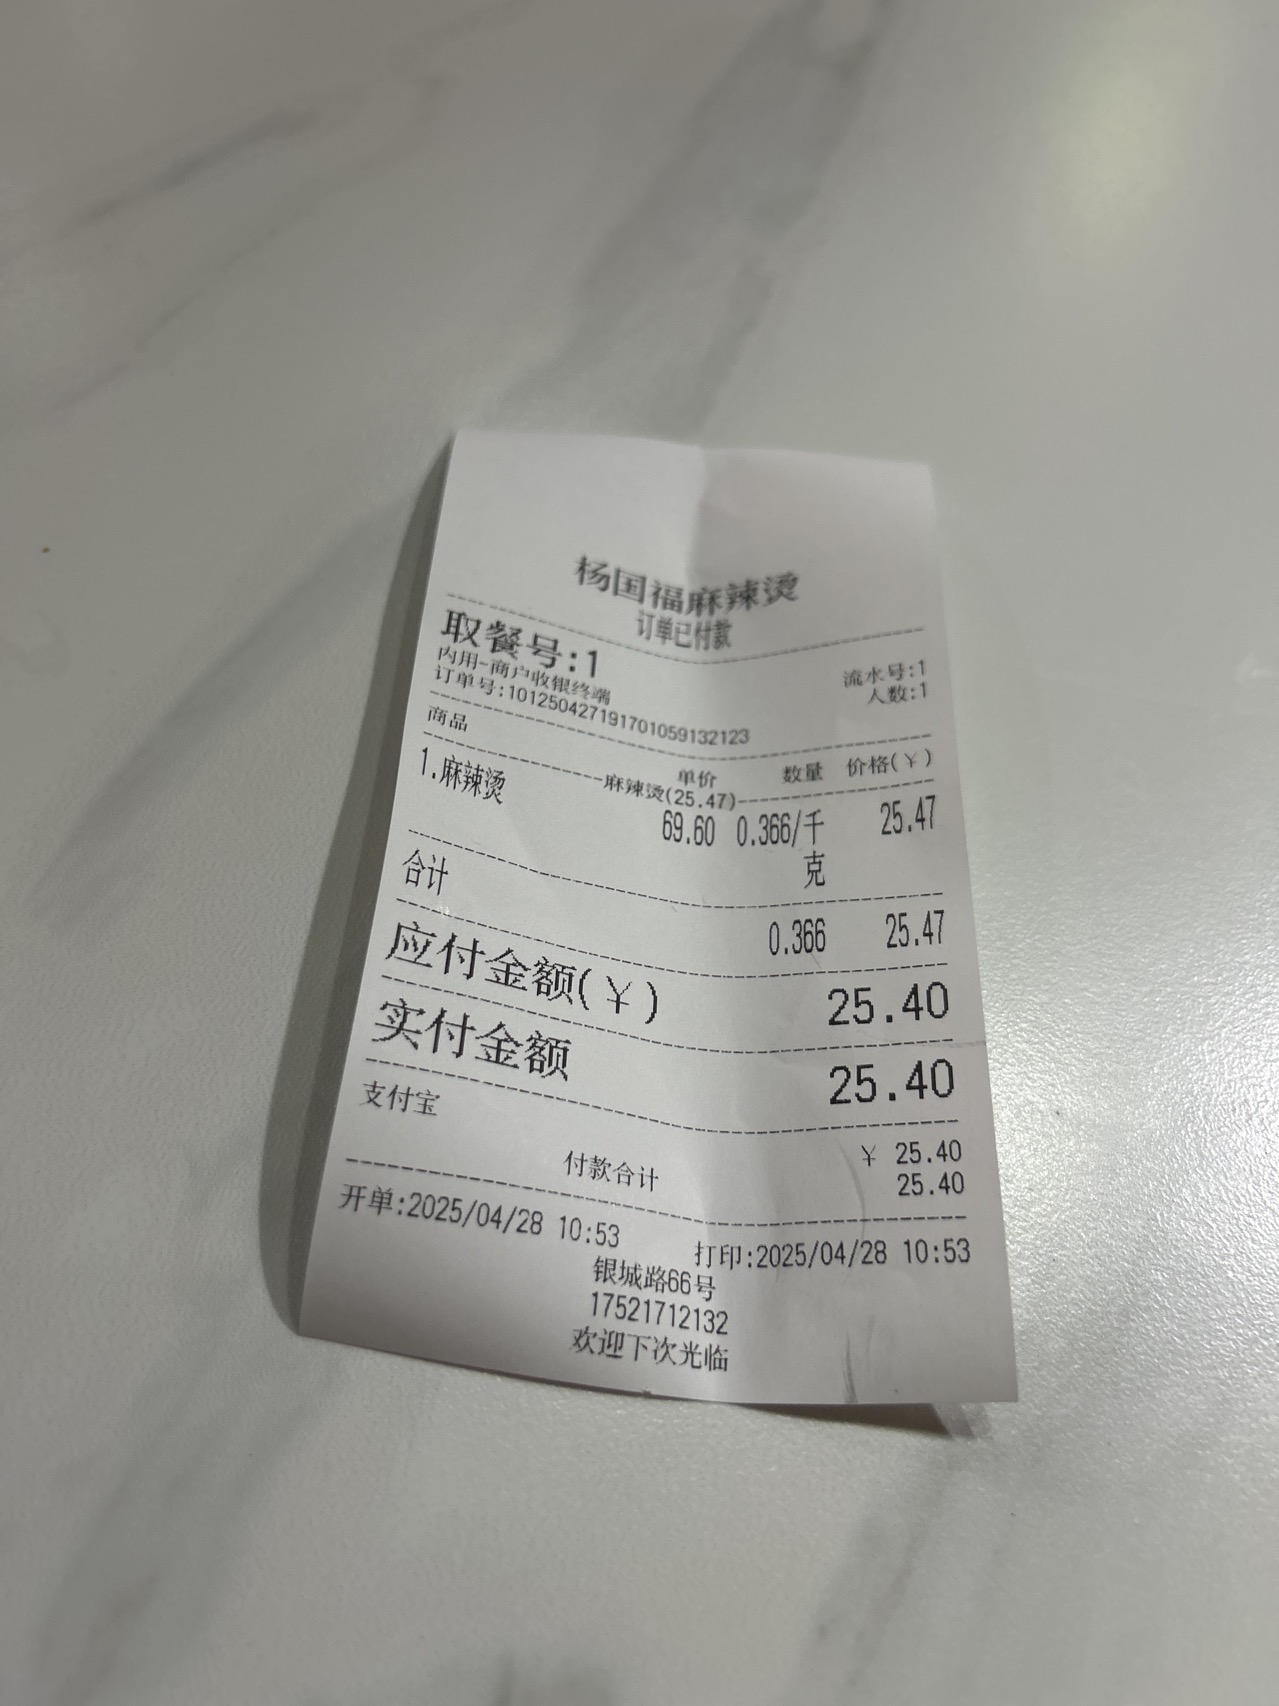 杨国福麻辣烫
订单已付款
取餐号:1
内用-商户收银终端 流水号:1
订单号:101250427191701059132123 人数:1
商品 单价 数量 价格(￥)
麻辣烫(25.47)
1.麻辣烫 69.60 0.366/千克 25.47
合计 0.366 25.47
应付金额(￥) 25.40
实付金额 25.40
支付宝 ￥ 25.40
付款合计 25.40
开单:2025/04/28 10:53 打印:2025/04/28 10:53
银城路66号
17521712132
欢迎下次光临